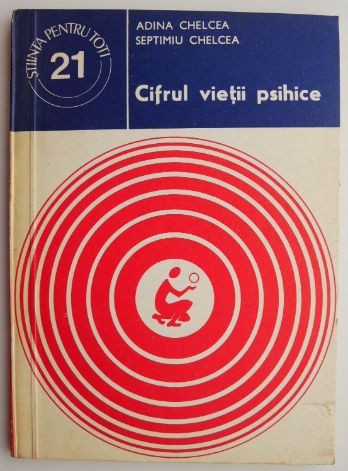 ȘTIINȚA PENTRU TOȚI
21
ADINA CHELCEA
SEPTIMIU CHELCEA
Cifrul vieții psihice